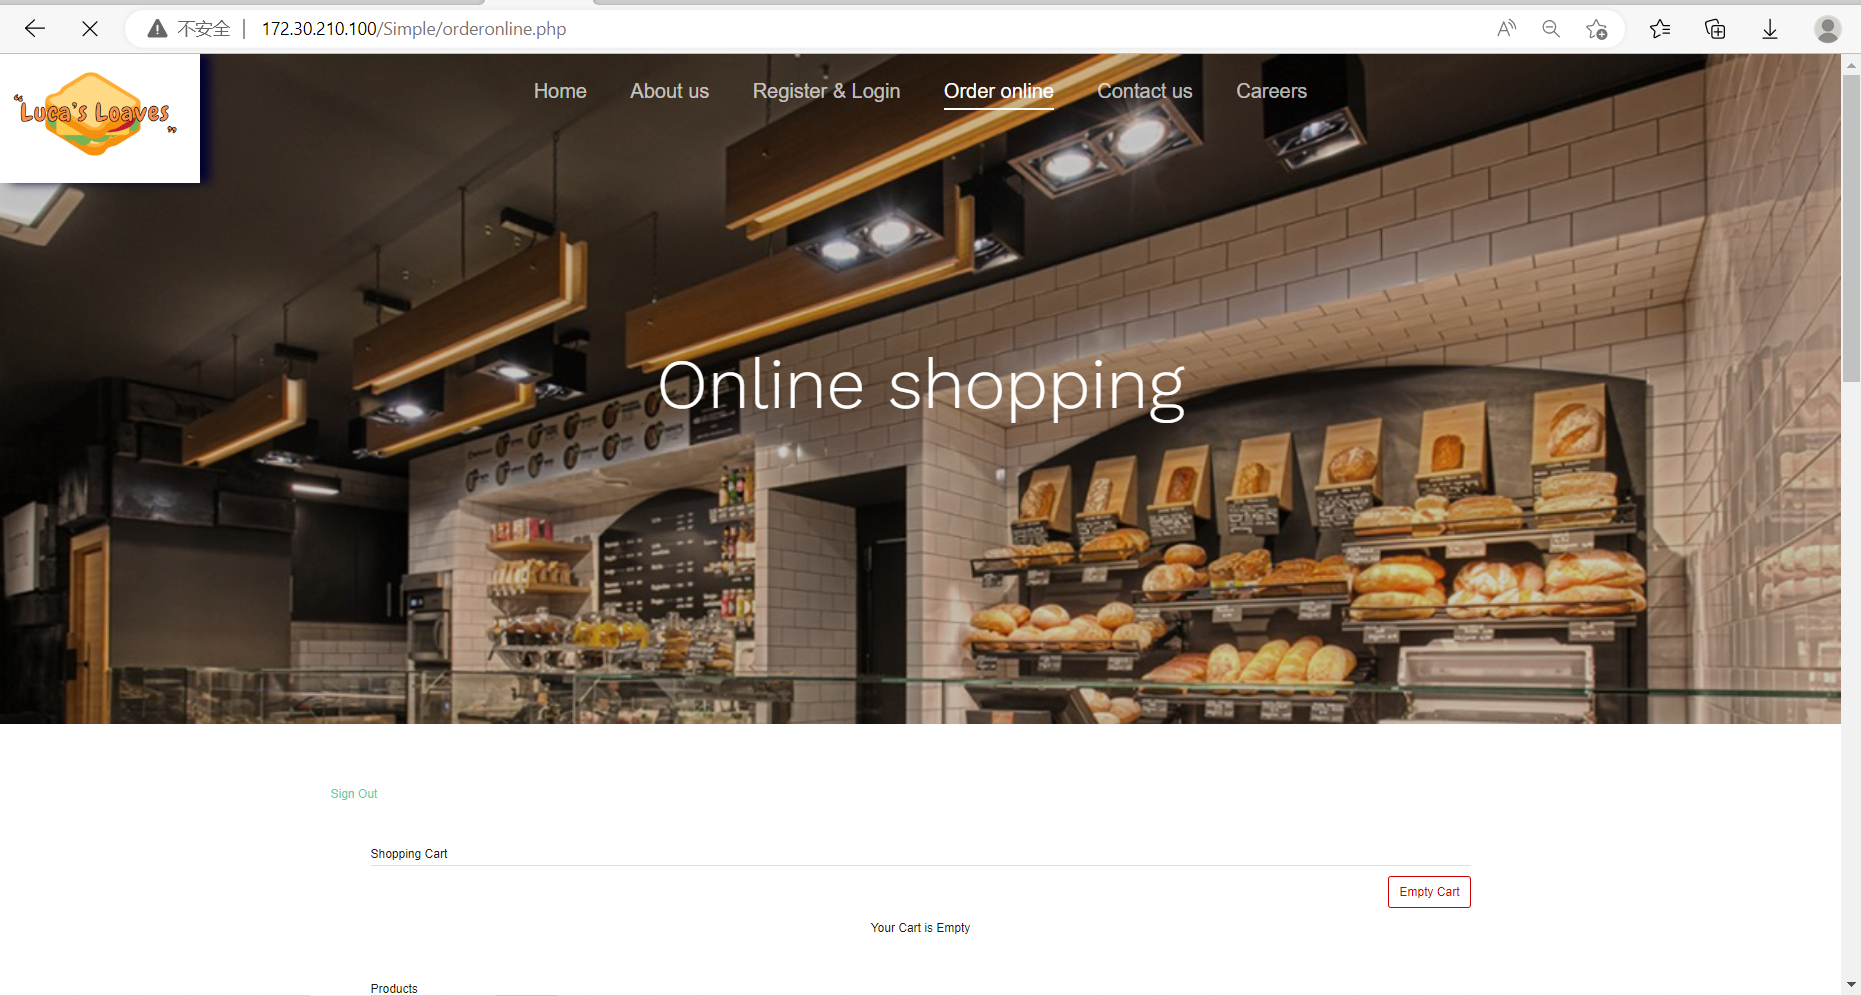 不安全
172.30.210.100/Simple/orderonline.php
"Luca's Loaves"
Home
About us
Register & Login
Order online
Contact us
Careers
Online shopping
Sign Out
Shopping Cart
Empty Cart
Your Cart is Empty
Products